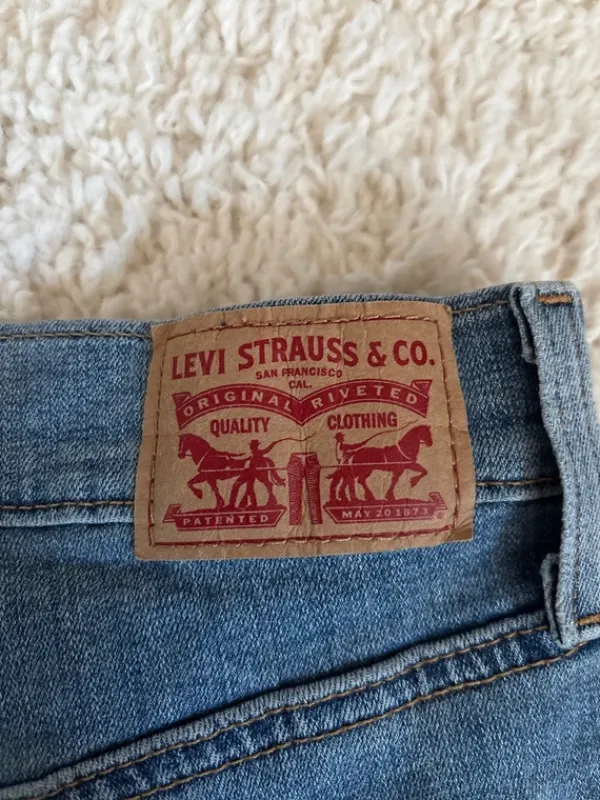 LEVI STRAUSS & CO.
SAN FRANCISCO
CAL.
ORIGINAL RIVETED
QUALITY CLOTHING
PATENTED MAY 20 1873